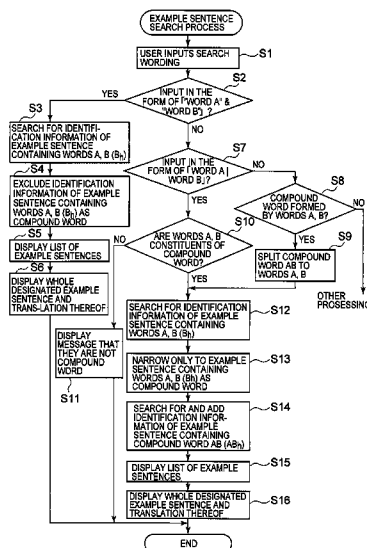 EXAMPLE SENTENCE
SEARCH PROCESS
S1
USER INPUTS SEARCH
WORDING
S2
YES
INPUT IN THE
FORM OF ["WORD A" &
"WORD B"] ?
NO
S3
SEARCH FOR IDENTIFI-
CATION INFORMATION OF
EXAMPLE SENTENCE
CONTAINING WORDS A, B (Bh)
S4
EXCLUDE IDENTIFICATION
INFORMATION OF EXAMPLE
SENTENCE CONTAINING
WORDS A, B (Bh) AS
COMPOUND WORD
S5
DISPLAY LIST OF
EXAMPLE SENTENCES
S6
DISPLAY WHOLE
DESIGNATED EXAMPLE
SENTENCE AND
TRANS-LATION THEREOF
S7
INPUT IN THE
FORM OF [WORD A |
WORD B]?
NO
YES
S8
COMPOUND
WORD FORMED
BY WORDS A, B?
NO
YES
S9
SPLIT COMPOUND
WORD AB TO
WORDS A, B
OTHER
PROSESSING
S10
NO
ARE WORDS A, B
CONSTITUENTS OF
COMPOUND
WORD?
YES
DISPLAY
MESSAGE THAT
THEY ARE NOT
COMPOUND
WORD
S11
S12
SEARCH FOR IDENTIFICATION
INFORMATION OF EXAMPLE
SENTENCE CONTAINING
WORDS A, B (Bh)
S13
NARROW ONLY TO EXAMPLE
SENTENCE CONTAINING
WORDS A, B (Bh) AS
COMPOUND WORD
S14
SEARCH FOR AND ADD
IDENTIFICATION INFOR-
MATION OF EXAMPLE
SENTENCE CONTAINING
COMPOUND WORD AB (ABh)
S15
DISPLAY LIST OF EXAMPLE
SENTENCES
S16
DISPLAY WHOLE DESIGNATED
EXAMPLE SENTENCE AND
TRANSLATION THEREOF
END